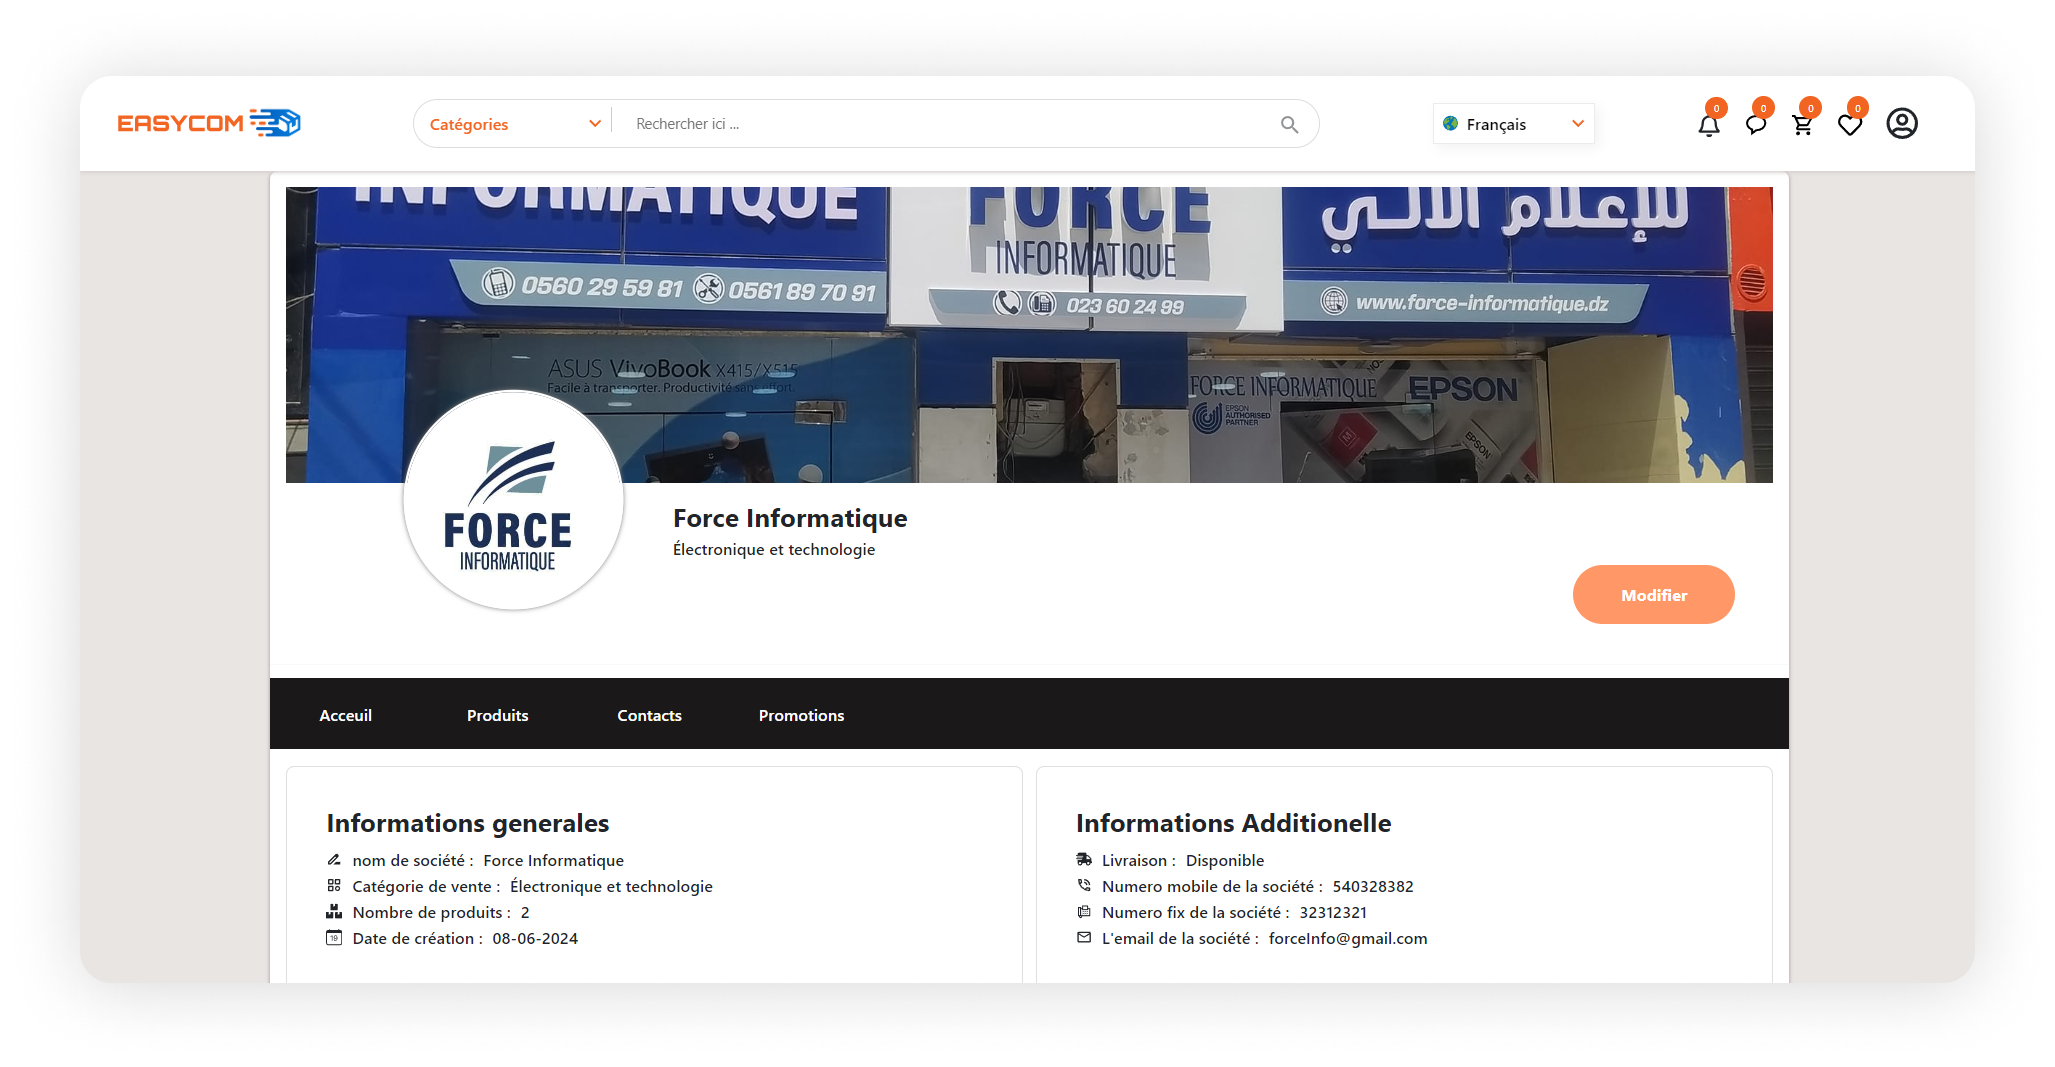 EASYCOM
Catégories
Rechercher ici ...
Français
0
0
0
0
INFORMATIQUE
FORCE
INFORMATIQUE
للإعلام الآلي
0560 29 59 81
0561 89 70 91
023 60 24 99
www.force-informatique.dz
ASUS VivoBook X415/X515
Facile à transporter. Productivité sans effort.
FORCE INFORMATIQUE
EPSON
EPSON
AUTHORISED
PARTNER
EPSON
FORCE
INFORMATIQUE
Force Informatique
Électronique et technologie
Modifier
Acceuil
Produits
Contacts
Promotions
Informations generales
nom de société : Force Informatique
Catégorie de vente : Électronique et technologie
Nombre de produits : 2
19
Date de création : 08-06-2024
Informations Additionelle
Livraison : Disponible
Numero mobile de la société : 540328382
Numero fix de la société : 32312321
L'email de la société : forceInfo@gmail.com